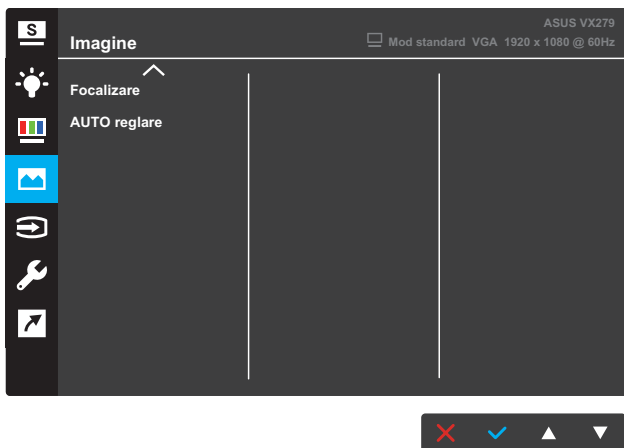 S
ASUS VX279
Imagine
Mod standard VGA 1920 x 1080 @ 60Hz
Focalizare
AUTO reglare